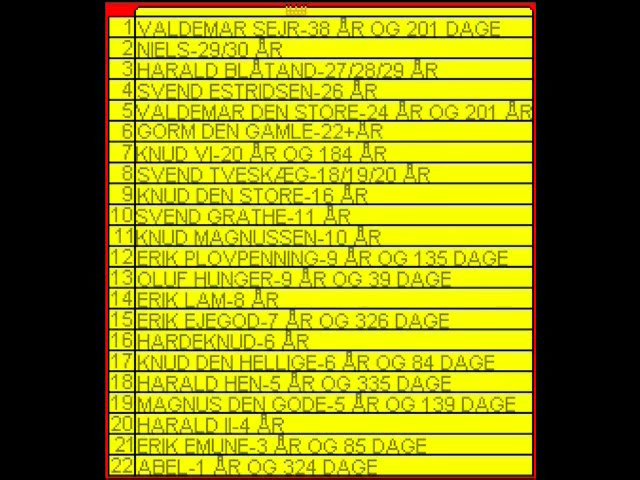 1 VALDEMAR SEJR-38 ÅR OG 201 DAGE
2 NIELS-29/30 ÅR
3 HARALD BLÅTAND-27/28/29 ÅR
4 SVEND ESTRIDSEN-26 ÅR
5 VALDEMAR DEN STORE-24 ÅR OG 201 ÅR
6 GORM DEN GAMLE-22+ÅR
7 KNUD VI-20 ÅR OG 184 ÅR
8 SVEND TVESKÆG-18/19/20 ÅR
9 KNUD DEN STORE-16 ÅR
10 SVEND GRATHE-11 ÅR
11 KNUD MAGNUSSEN-10 ÅR
12 ERIK PLOVPENNING-9 ÅR OG 135 DAGE
13 OLUF HUNGER-9 ÅR OG 39 DAGE
14 ERIK LAM-8 ÅR
15 ERIK EJEGOD-7 ÅR OG 326 DAGE
16 HARDEKNUD-6 ÅR
17 KNUD DEN HELLIGE-6 ÅR OG 84 DAGE
18 HARALD HEN-5 ÅR OG 335 DAGE
19 MAGNUS DEN GODE-5 ÅR OG 139 DAGE
20 HARALD II-4 ÅR
21 ERIK EMUNE-3 ÅR OG 85 DAGE
22 ABEL-1 ÅR OG 324 DAGE